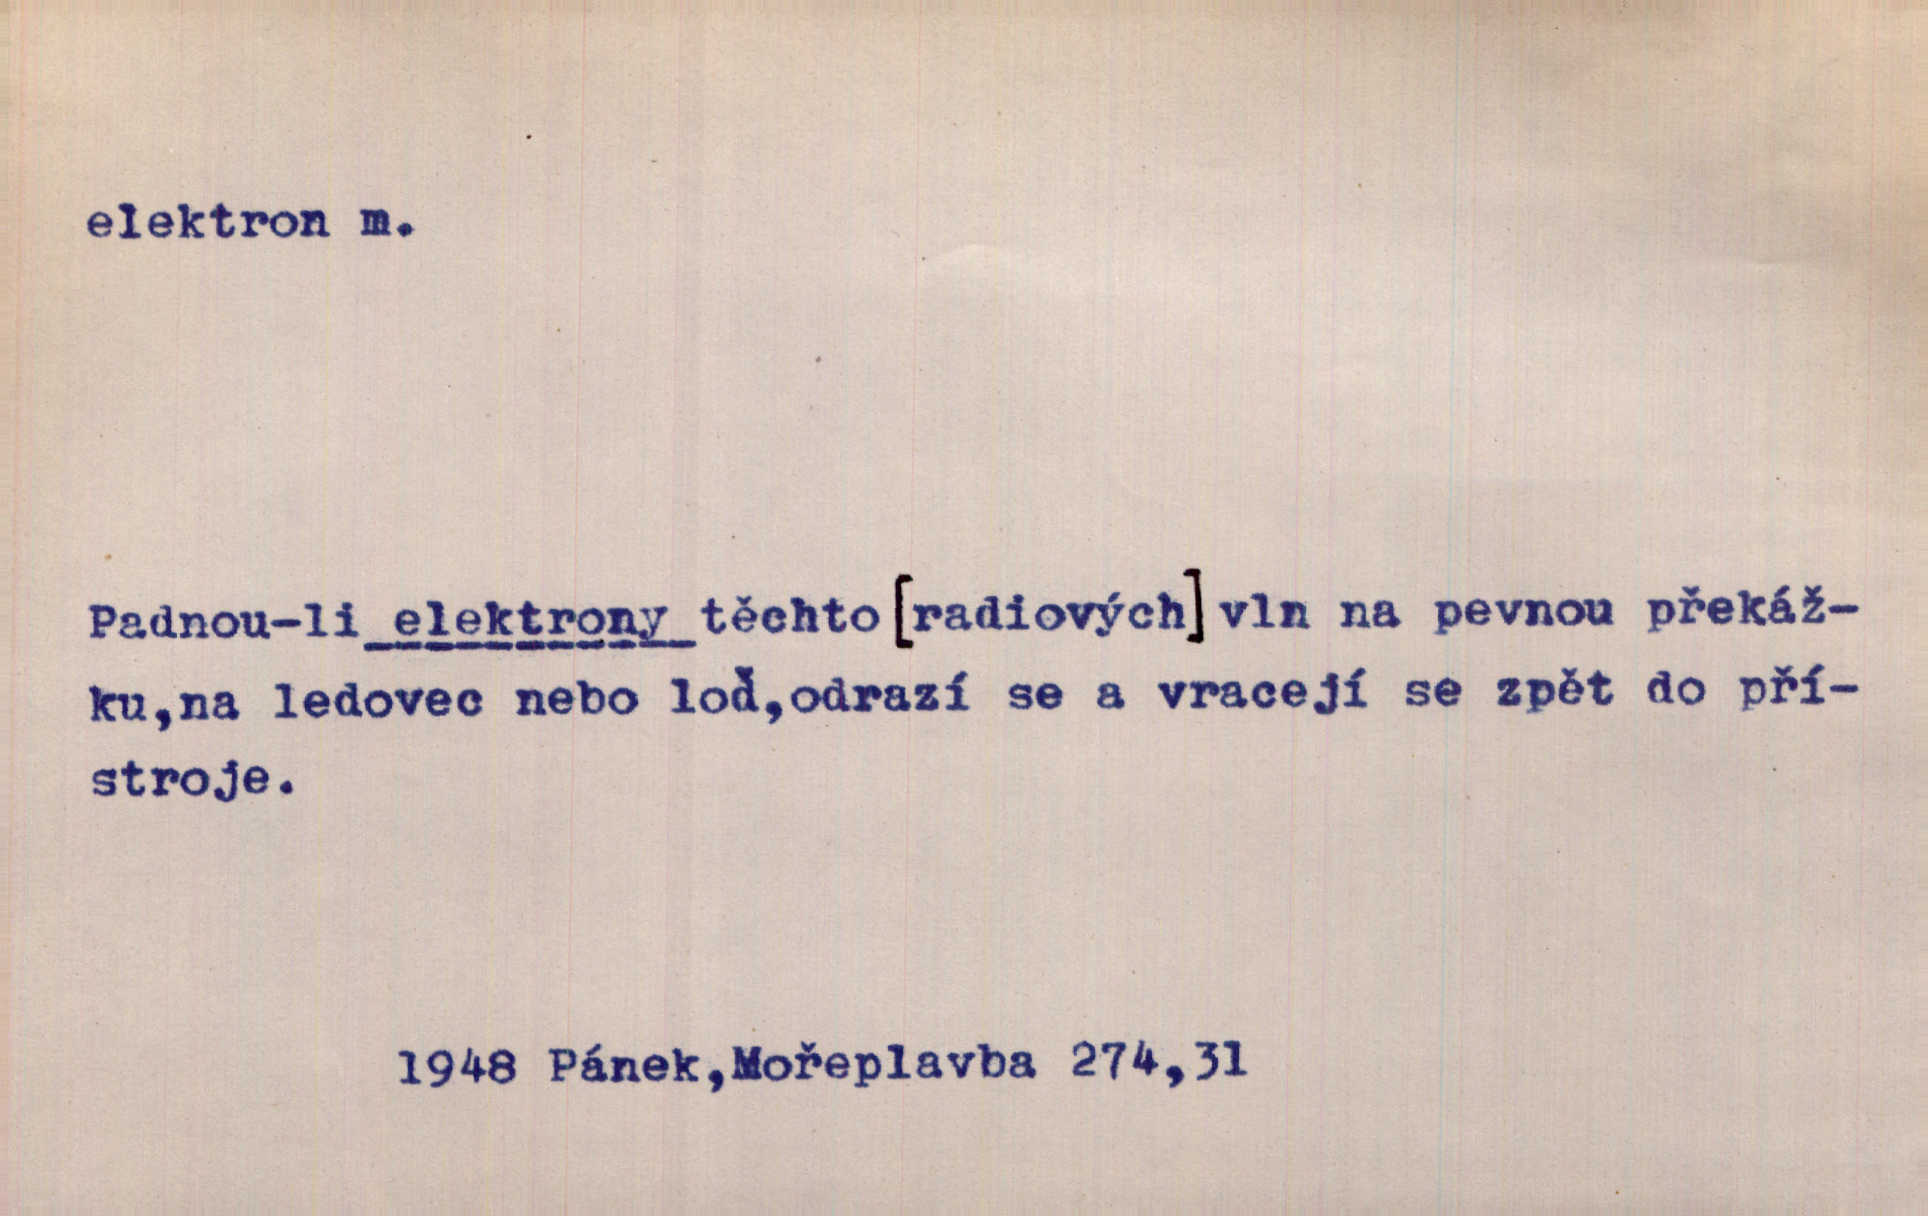 elektron m.
Padnou-li elektrony těchto [radiových] vln na pevnou překáž-
ku,na ledovec nebo loď,odrazí se a vracejí se zpět do pří-
stroje.
1948 Pánek,Mořeplavba 274,31